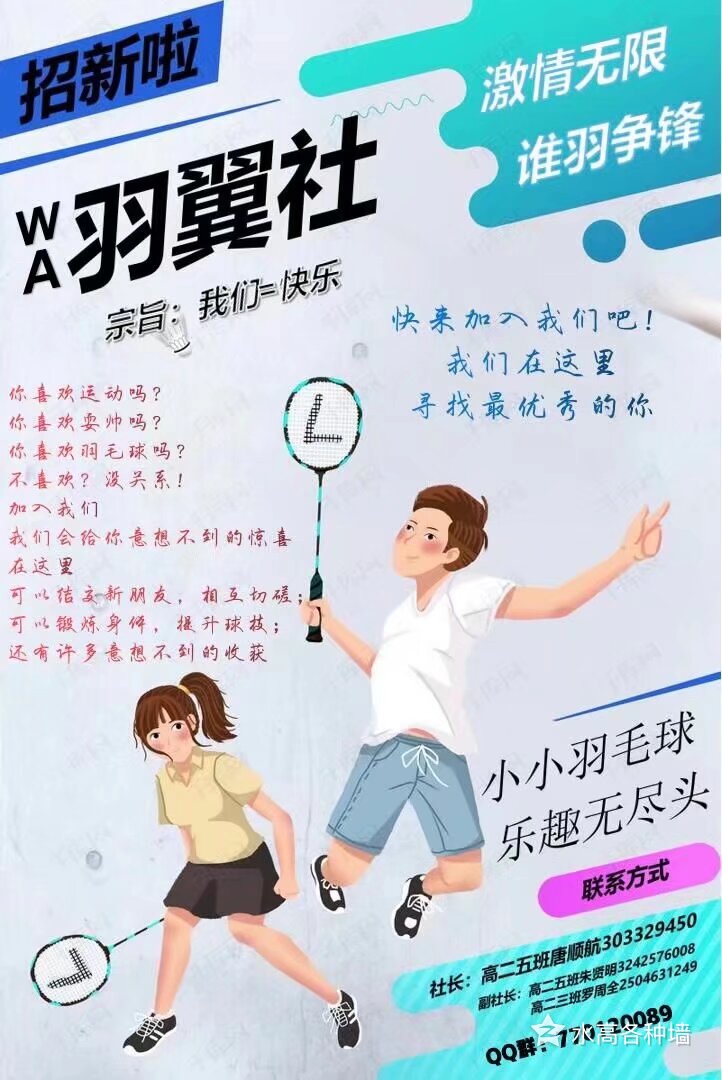 招新啦
激情无限
谁羽争锋
WA 羽翼社
宗旨：我们=快乐
快来加入我们吧！
我们在这里
寻找最优秀的你
你喜欢运动吗？
你喜欢耍帅吗？
你喜欢羽毛球吗？
不喜欢？没关系！
加入我们
我们会给你意想不到的惊喜
在这里
可以结交新朋友，相互切磋；
可以锻炼身体，提升球技；
还有许多意想不到的收获
小小羽毛球
乐趣无尽头
联系方式
社长：高二五班唐顺航303329450
副社长：高二五班朱贤明3242576008
高二三班罗周全2504631249
QQ群：
水高各种墙